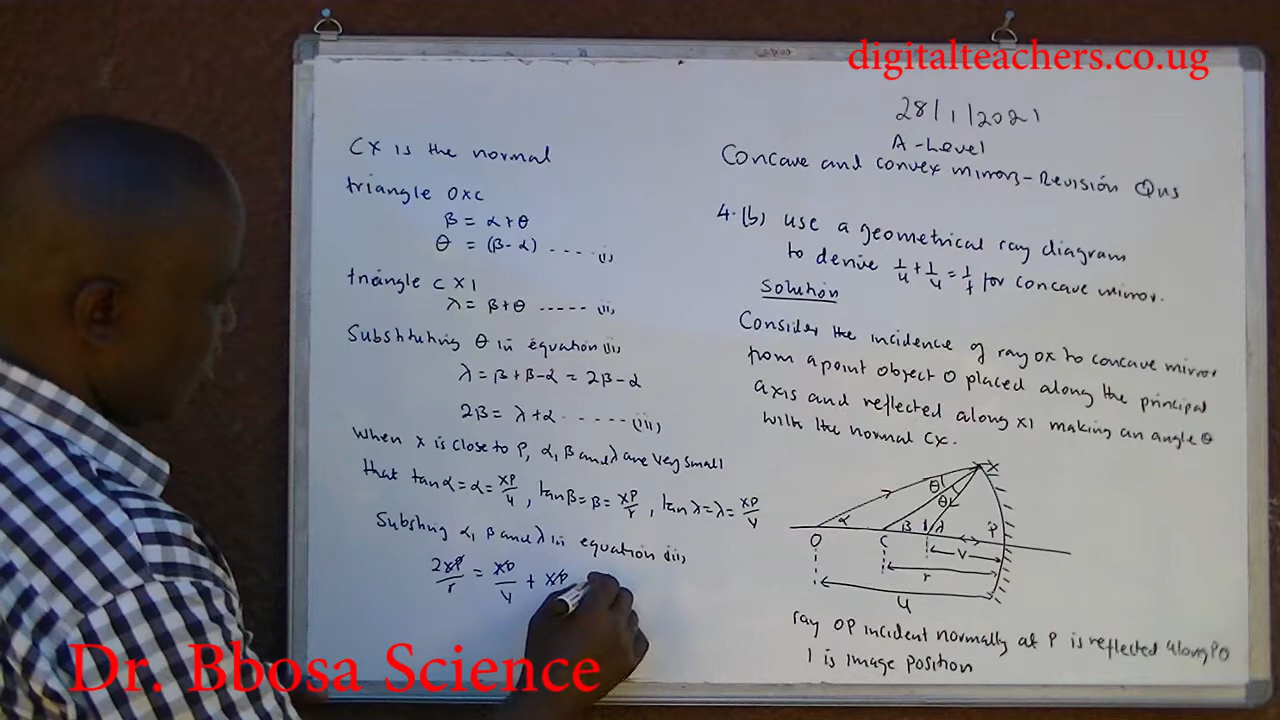 digitalteachers.co.ug
28/1/2021
A-Level
Concave and convex mirrors-Revision Qns
4.(b) use a geometrical ray diagram
to derive 1/u + 1/v = 1/f for concave mirror.
Solution
Consider the incidence of ray OX to concave mirror
from a point object O placed along the principal
axis and reflected along XI making an angle θ
with the normal CX.
X
θ
θ
α β λ P
O C I
v
r
u
ray OP incident normally at P is reflected along PO
I is image position
CX is the normal
triangle OXC
β = α+θ
θ = (β-α) ---- (i)
triangle CXI
λ = β+θ ----- (ii)
Substituting θ in equation (ii)
λ = β+β-α = 2β-α
2β = λ+α ------ (iii)
When X is close to P, α, β and λ are very small
that tanα = α = XP/u, tanβ = β = XP/r, tanλ = λ = XP/v
Substing α, β and λ in equation (iii)
2XP/r = XP/u + XP
Dr. Bbosa Science